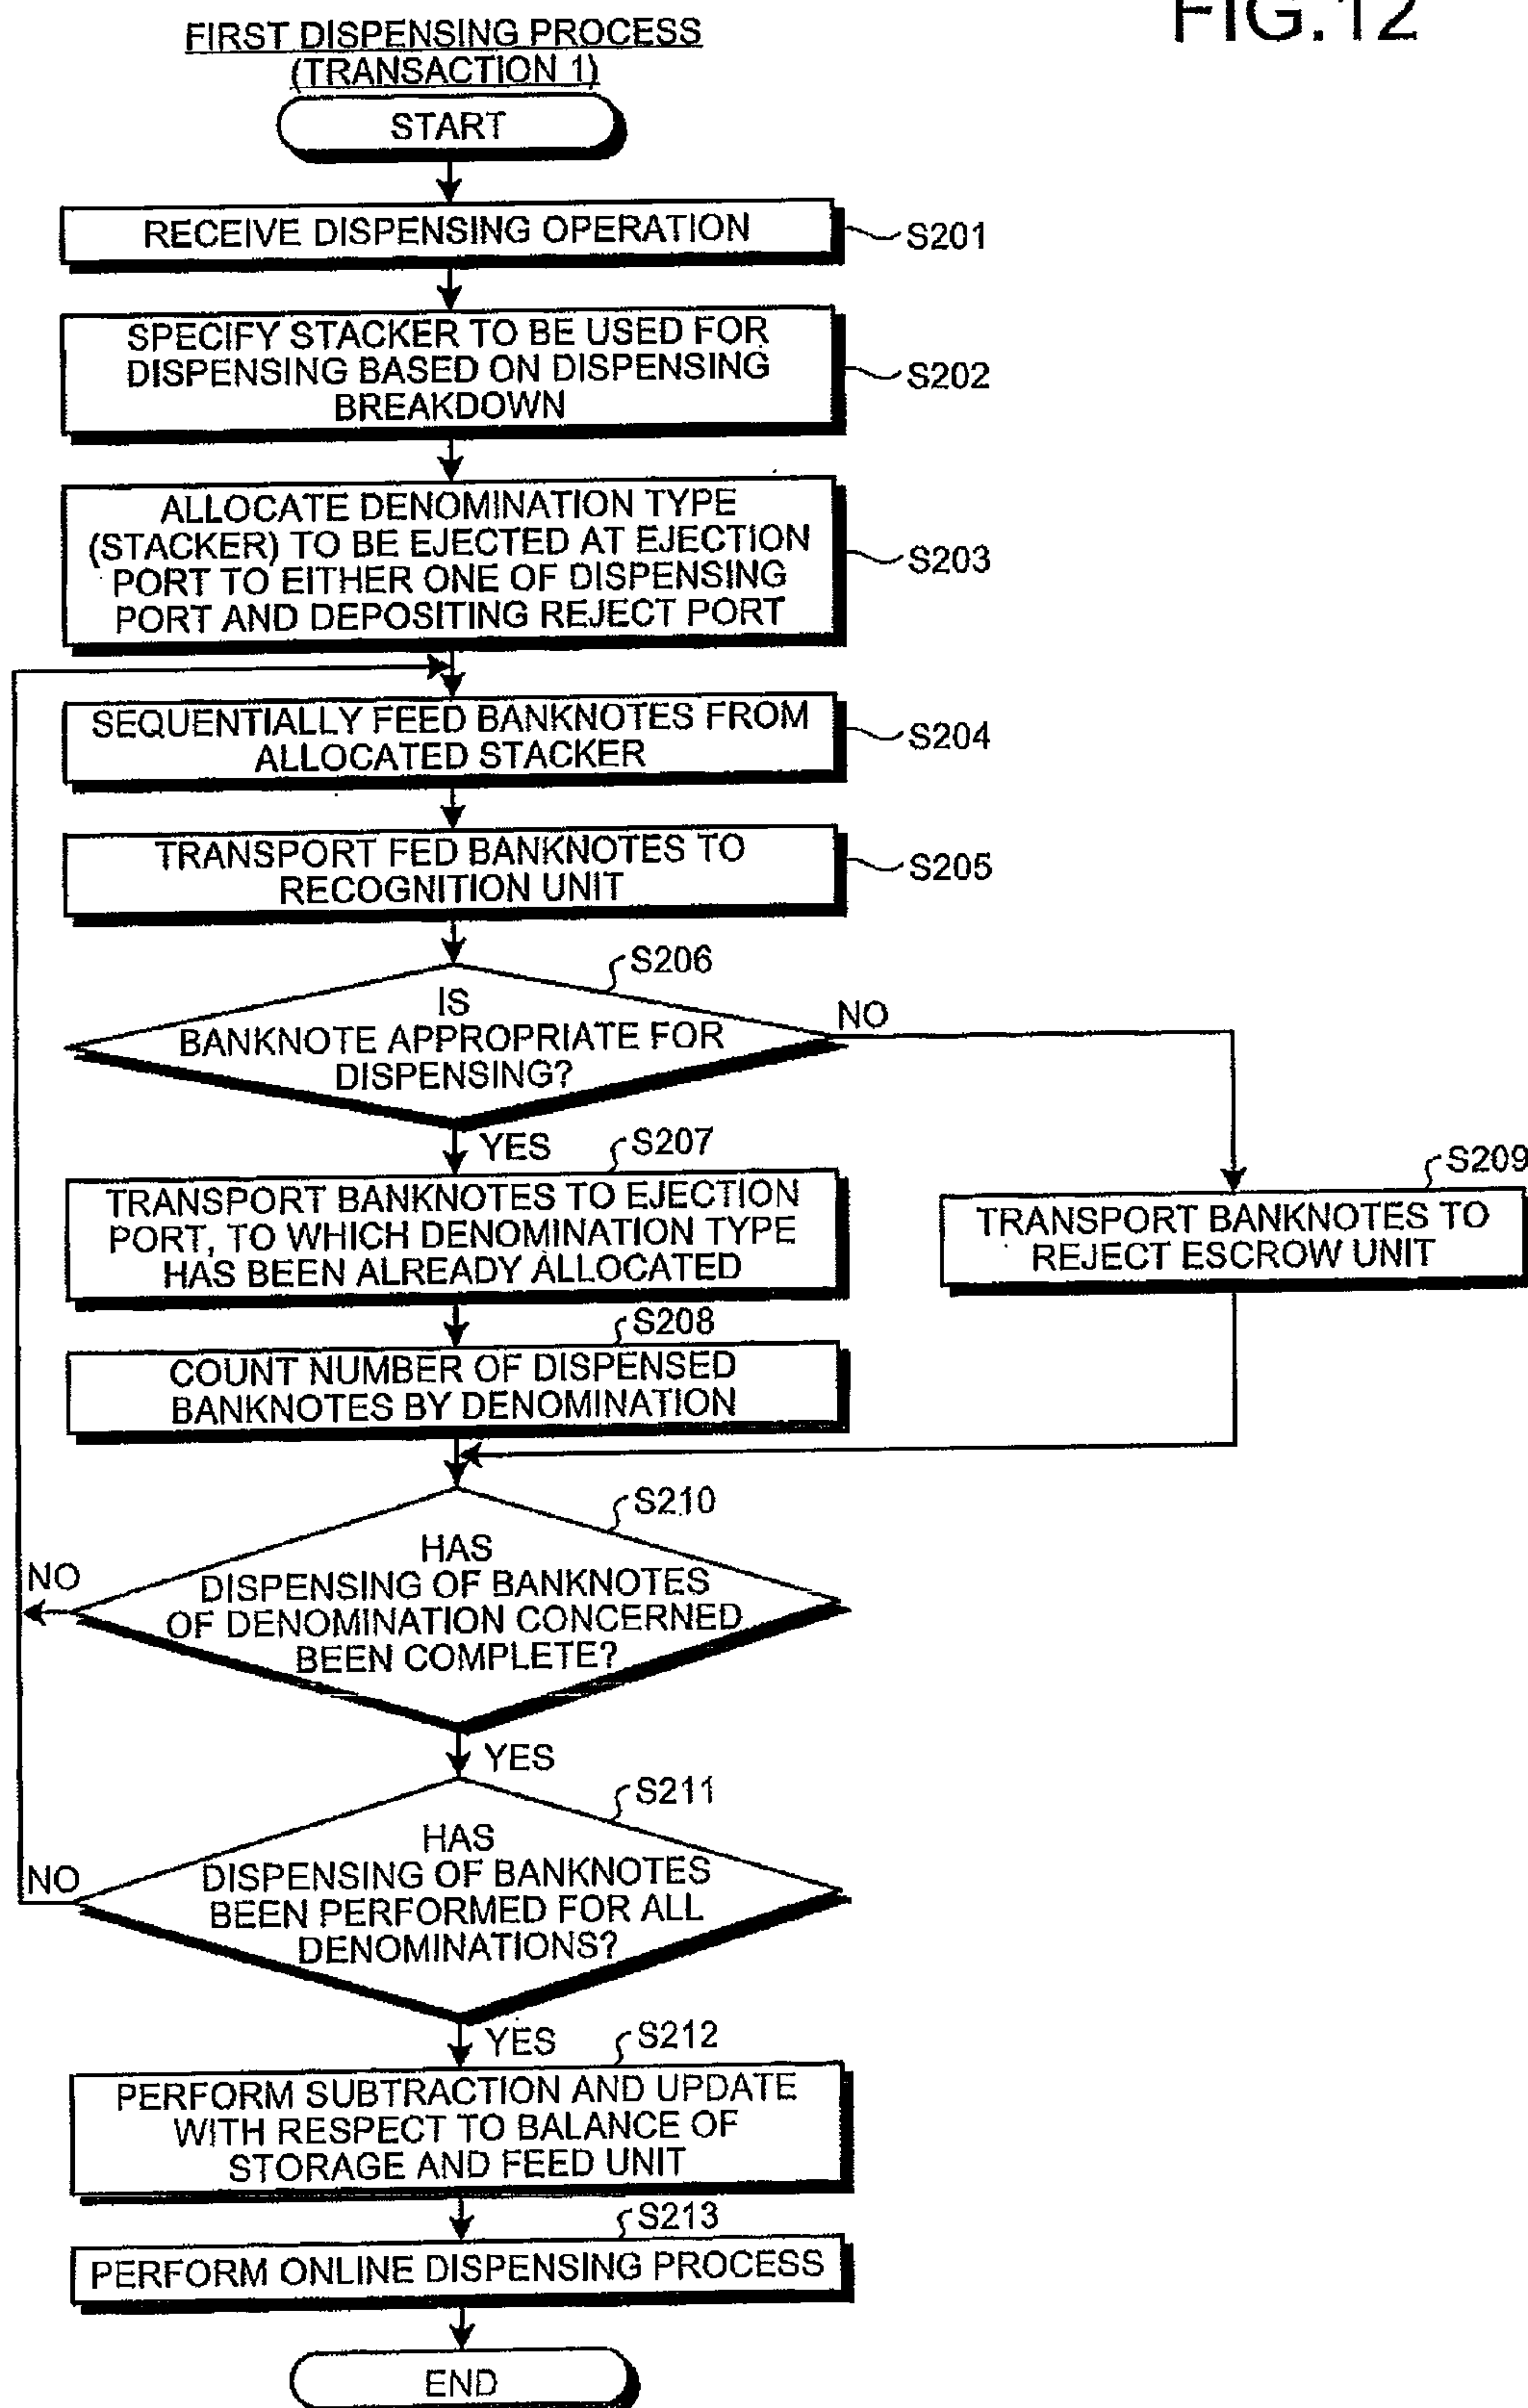 FIG.12
FIRST DISPENSING PROCESS
(TRANSACTION 1)
START
RECEIVE DISPENSING OPERATION
S201
SPECIFY STACKER TO BE USED FOR
DISPENSING BASED ON DISPENSING
BREAKDOWN
S202
ALLOCATE DENOMINATION TYPE
(STACKER) TO BE EJECTED AT EJECTION
PORT TO EITHER ONE OF DISPENSING
PORT AND DEPOSITING REJECT PORT
S203
SEQUENTIALLY FEED BANKNOTES FROM
ALLOCATED STACKER
S204
TRANSPORT FED BANKNOTES TO
RECOGNITION UNIT
S205
S206
IS
BANKNOTE APPROPRIATE FOR
DISPENSING?
NO
YES
S207
TRANSPORT BANKNOTES TO EJECTION
PORT, TO WHICH DENOMINATION TYPE
HAS BEEN ALREADY ALLOCATED
S209
TRANSPORT BANKNOTES TO
REJECT ESCROW UNIT
S208
COUNT NUMBER OF DISPENSED
BANKNOTES BY DENOMINATION
S210
HAS
DISPENSING OF BANKNOTES
OF DENOMINATION CONCERNED
BEEN COMPLETE?
NO
YES
S211
HAS
DISPENSING OF BANKNOTES
BEEN PERFORMED FOR ALL
DENOMINATIONS?
NO
YES
S212
PERFORM SUBTRACTION AND UPDATE
WITH RESPECT TO BALANCE OF
STORAGE AND FEED UNIT
S213
PERFORM ONLINE DISPENSING PROCESS
END